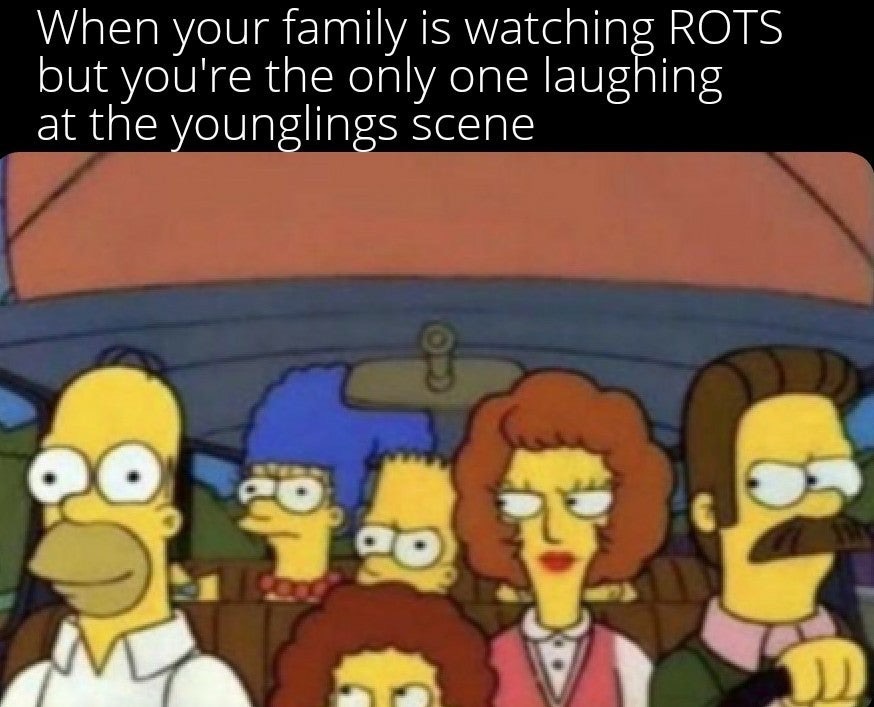 When your family is watching ROTS
but you're the only one laughing
at the younglings scene